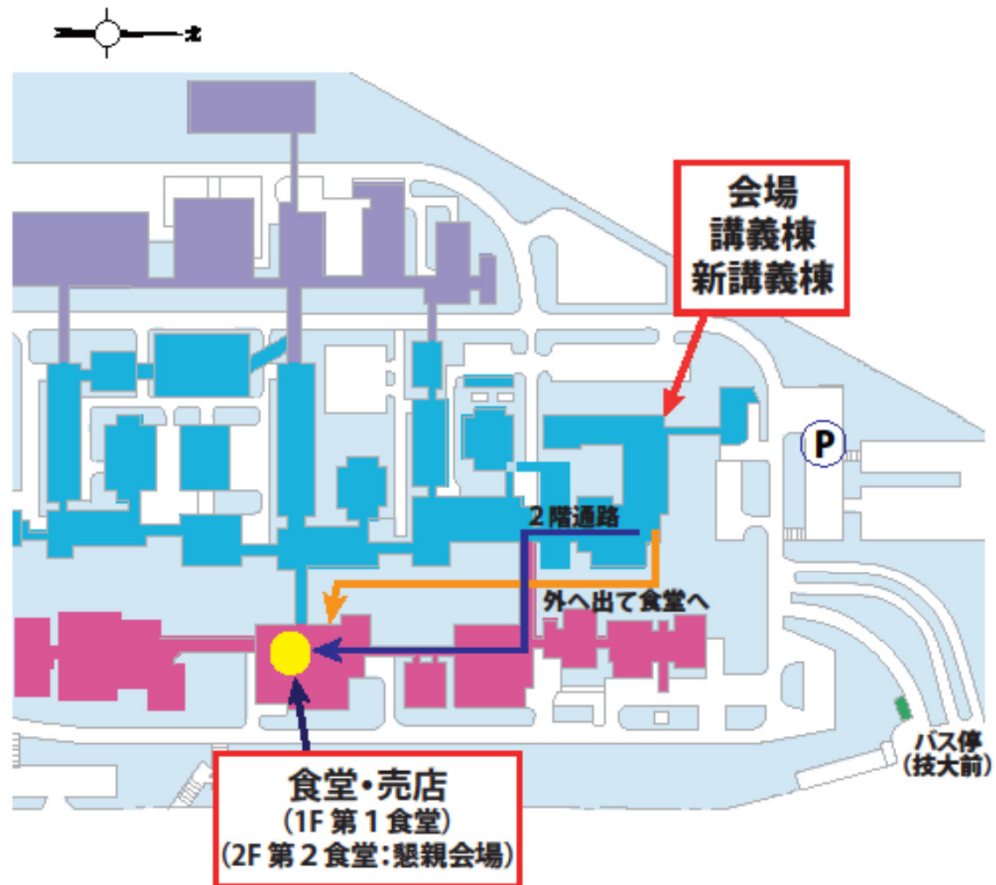 北
会場
講義棟
新講義棟
P
2階通路
外へ出て食堂へ
バス停
(技大前)
食堂・売店
(1F 第1食堂)
(2F 第2食堂:懇親会場)